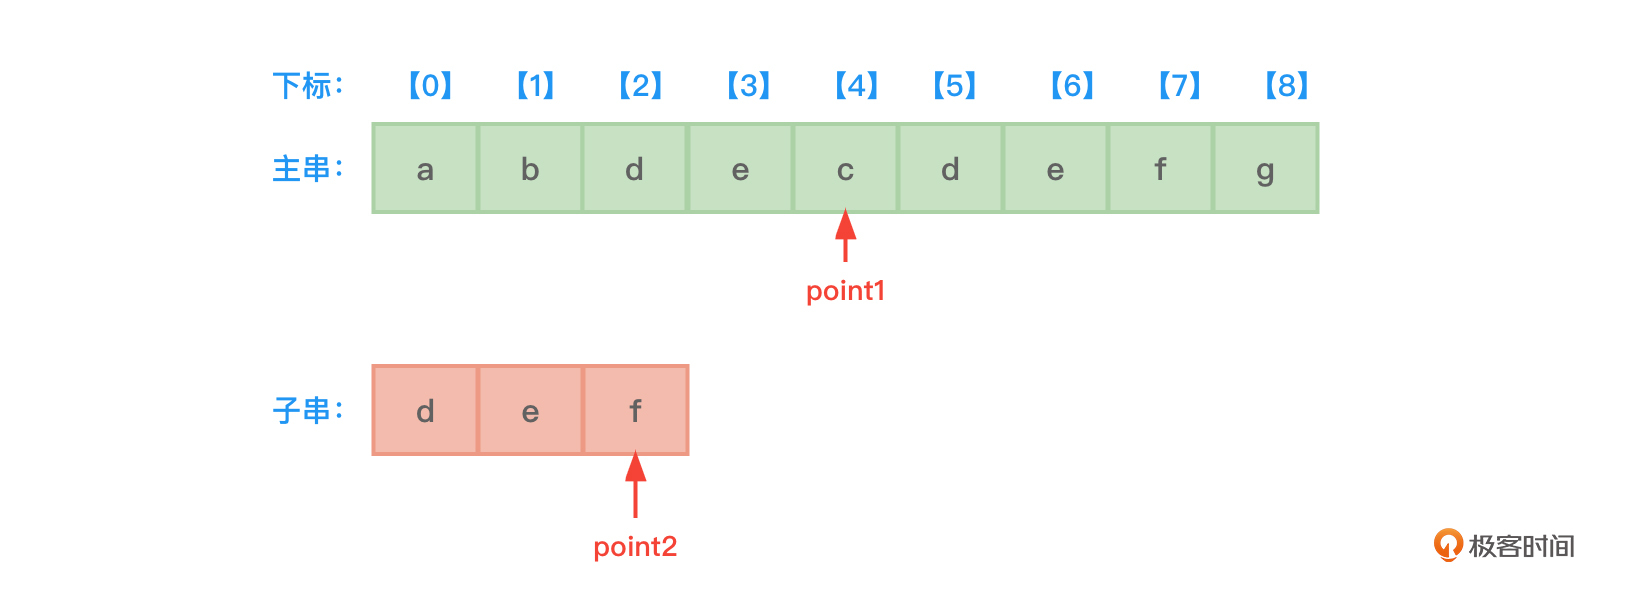 下标： 【0】 【1】 【2】 【3】 【4】 【5】 【6】 【7】 【8】
主串： a b d e c d e f g
point1
子串： d e f
point2
极客时间